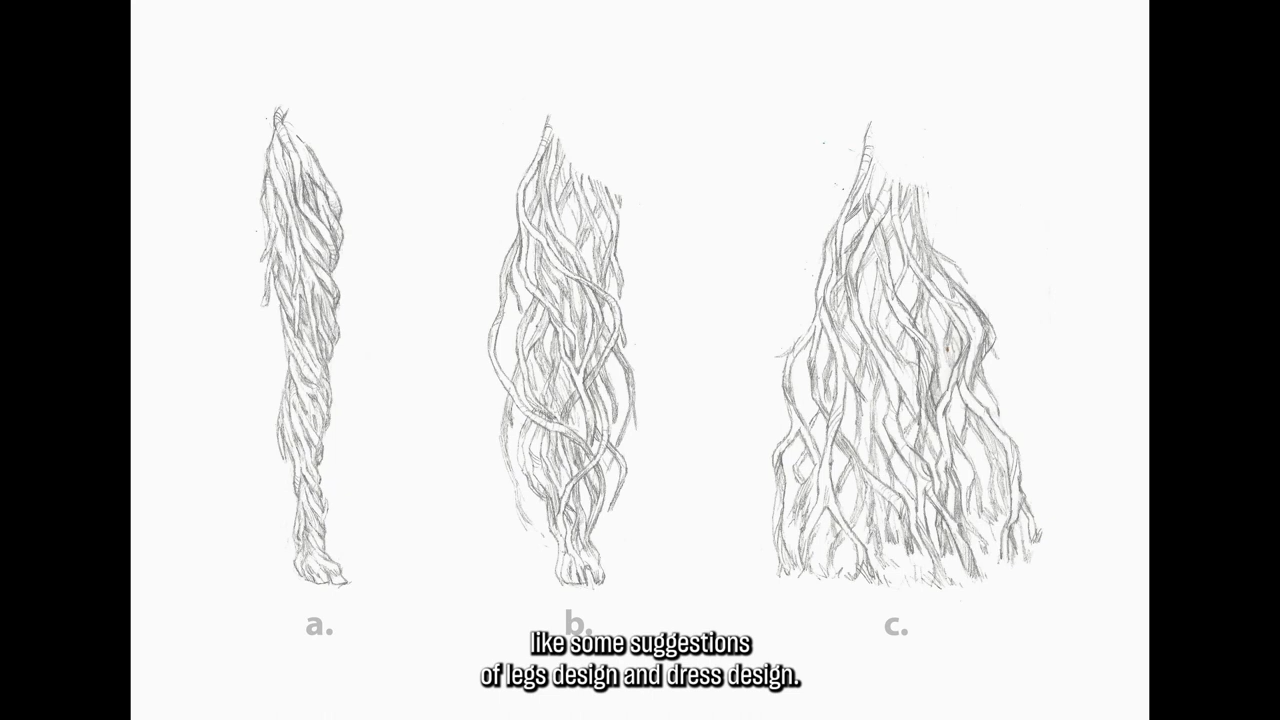 a. b. c.
like some suggestions
of legs design and dress design.